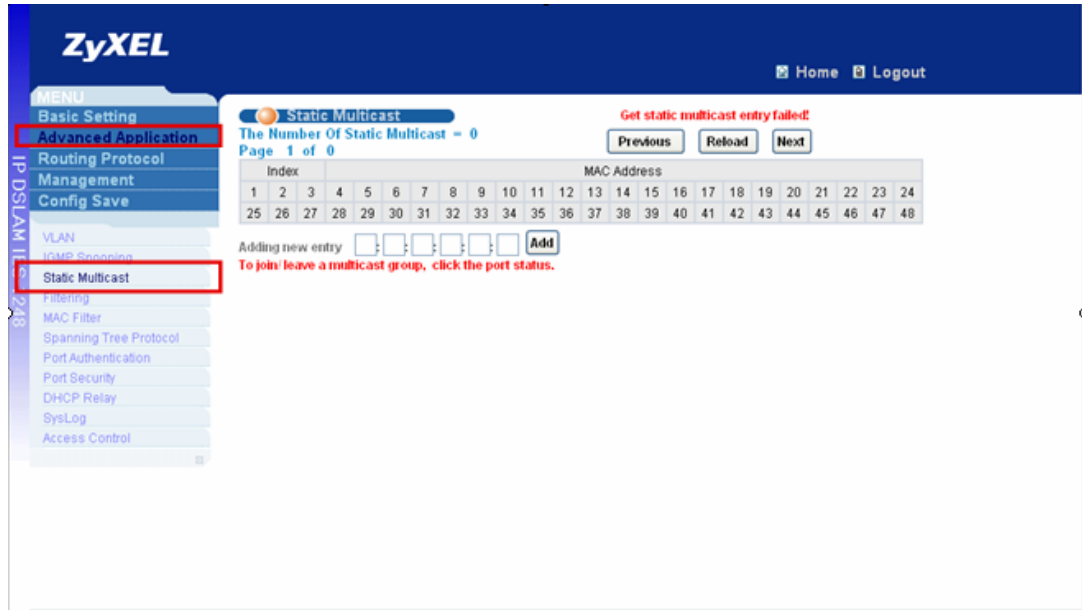 ZyXEL
Home Logout
MENU
Basic Setting
Advanced Application
Routing Protocol
Management
Config Save
VLAN
IGMP Snooping
Static Multicast
Filtering
MAC Filter
Spanning Tree Protocol
Port Authentication
Port Security
DHCP Relay
SysLog
Access Control
IP DSLAM IES
248
Static Multicast
Get static multicast entry failed!
The Number Of Static Multicast = 0
Page 1 of 0
Previous Reload Next
Index MAC Address
1 2 3 4 5 6 7 8 9 10 11 12 13 14 15 16 17 18 19 20 21 22 23 24
25 26 27 28 29 30 31 32 33 34 35 36 37 38 39 40 41 42 43 44 45 46 47 48
Adding new entry : : : : : Add
To join/leave a multicast group, click the port status.